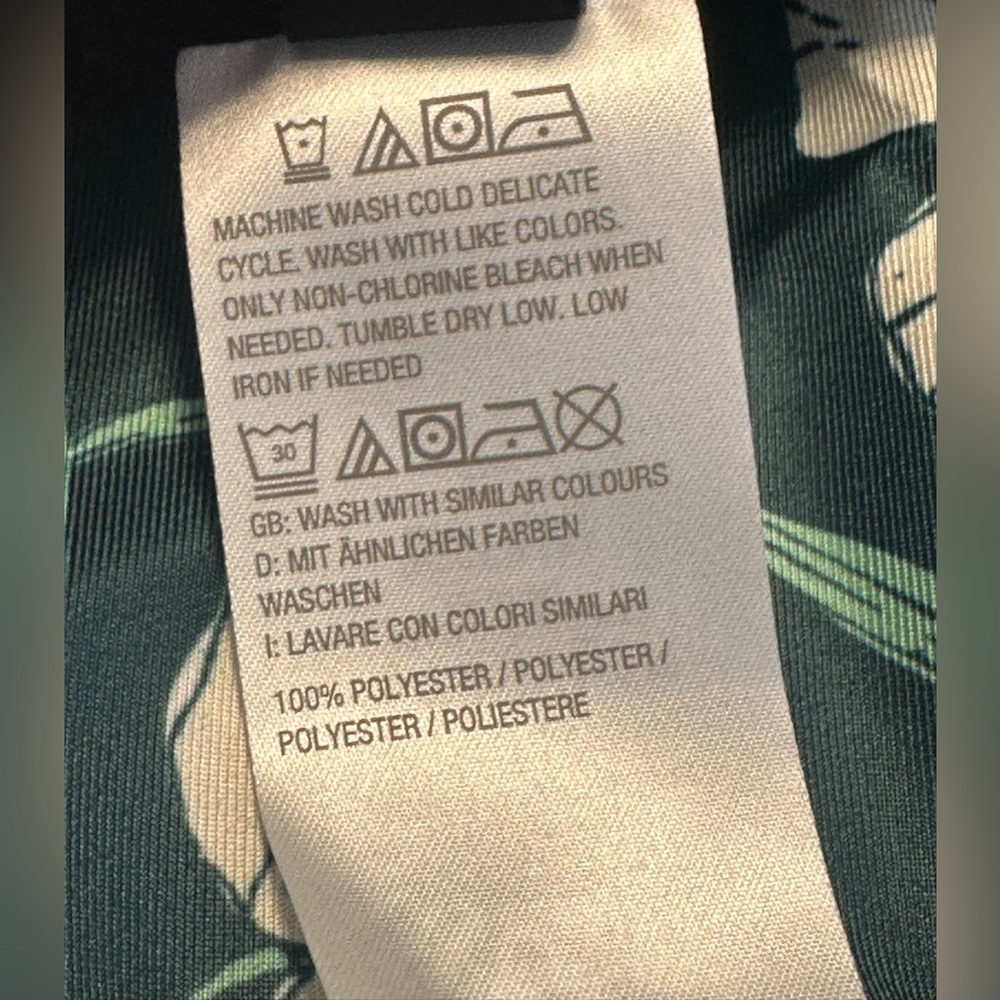 MACHINE WASH COLD DELICATE
CYCLE. WASH WITH LIKE COLORS.
ONLY NON-CHLORINE BLEACH WHEN
NEEDED. TUMBLE DRY LOW. LOW
IRON IF NEEDED
30
GB: WASH WITH SIMILAR COLOURS
D: MIT ÄHNLICHEN FARBEN
WASCHEN
I: LAVARE CON COLORI SIMILARI
100% POLYESTER / POLYESTER /
POLYESTER / POLIESTERE